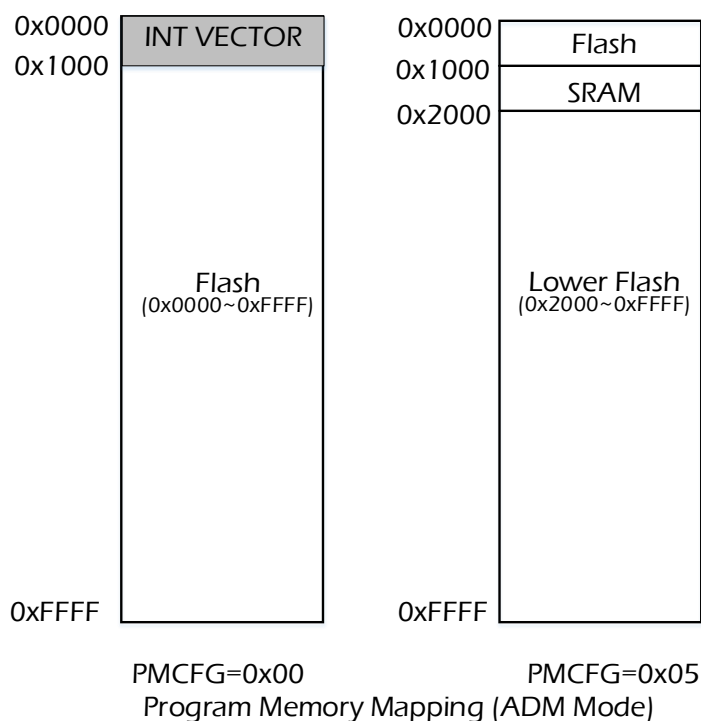 0x0000
INT VECTOR
0x1000
Flash
(0x0000~0xFFFF)
0xFFFF
PMCFG=0x00
0x0000
Flash
0x1000
SRAM
0x2000
Lower Flash
(0x2000~0xFFFF)
0xFFFF
PMCFG=0x05
Program Memory Mapping (ADM Mode)